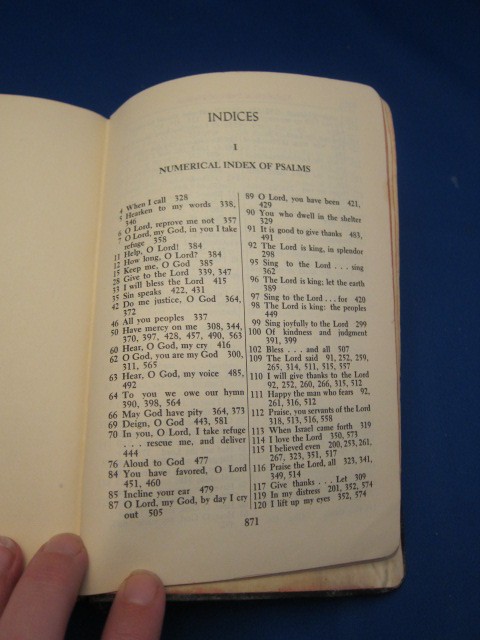 INDICES
I
NUMERICAL INDEX OF PSALMS
4 When I call 328
5 Hearken to my words 338,
346
6 O Lord, reprove me not 357
7 O Lord, my God, in you I take
refuge 358
11 Help, O Lord! 384
12 How long, O Lord? 384
15 Keep me, O God 385
28 Give to the Lord 339, 347
33 I will bless the Lord 415
35 Sin speaks 422, 431
42 Do me justice, O God 364,
372
46 All you peoples 337
50 Have mercy on me 308, 344,
370, 397, 428, 457, 490, 563
60 Hear, O God, my cry 416
62 O God, you are my God 300,
311, 565
63 Hear, O God, my voice 485,
492
64 To you we owe our hymn
390, 398, 564
66 May God have pity 364, 373
69 Deign, O God 443, 581
70 In you, O Lord, I take refuge
. . . rescue me, and deliver
444
76 Aloud to God 477
84 You have favored, O Lord
451, 460
85 Incline your ear 479
87 O Lord, my God, by day I cry
out 505
89 O Lord, you have been 421,
429
90 You who dwell in the shelter
329
91 It is good to give thanks 483,
491
92 The Lord is king, in splendor
298
95 Sing to the Lord . . . sing
362
96 The Lord is king; let the earth
389
97 Sing to the Lord . . . for 420
98 The Lord is king; the peoples
449
99 Sing joyfully to the Lord 299
100 Of kindness and judgment
391, 399
102 Bless . . . and all 507
109 The Lord said 91, 252, 259,
265, 314, 511, 515, 557
110 I will give thanks to the Lord
92, 252, 260, 266, 315, 512
111 Happy the man who fears 92,
261, 316, 512
112 Praise, you servants of the Lord
318, 513, 516, 558
113 When Israel came forth 319
114 I love the Lord 350, 573
115 I believed even 200, 253, 261,
267, 323, 351, 517
116 Praise the Lord, all 323, 341,
349, 514
117 Give thanks . . . Let 309
119 In my distress 201, 352, 574
120 I lift up my eyes 352, 574
871